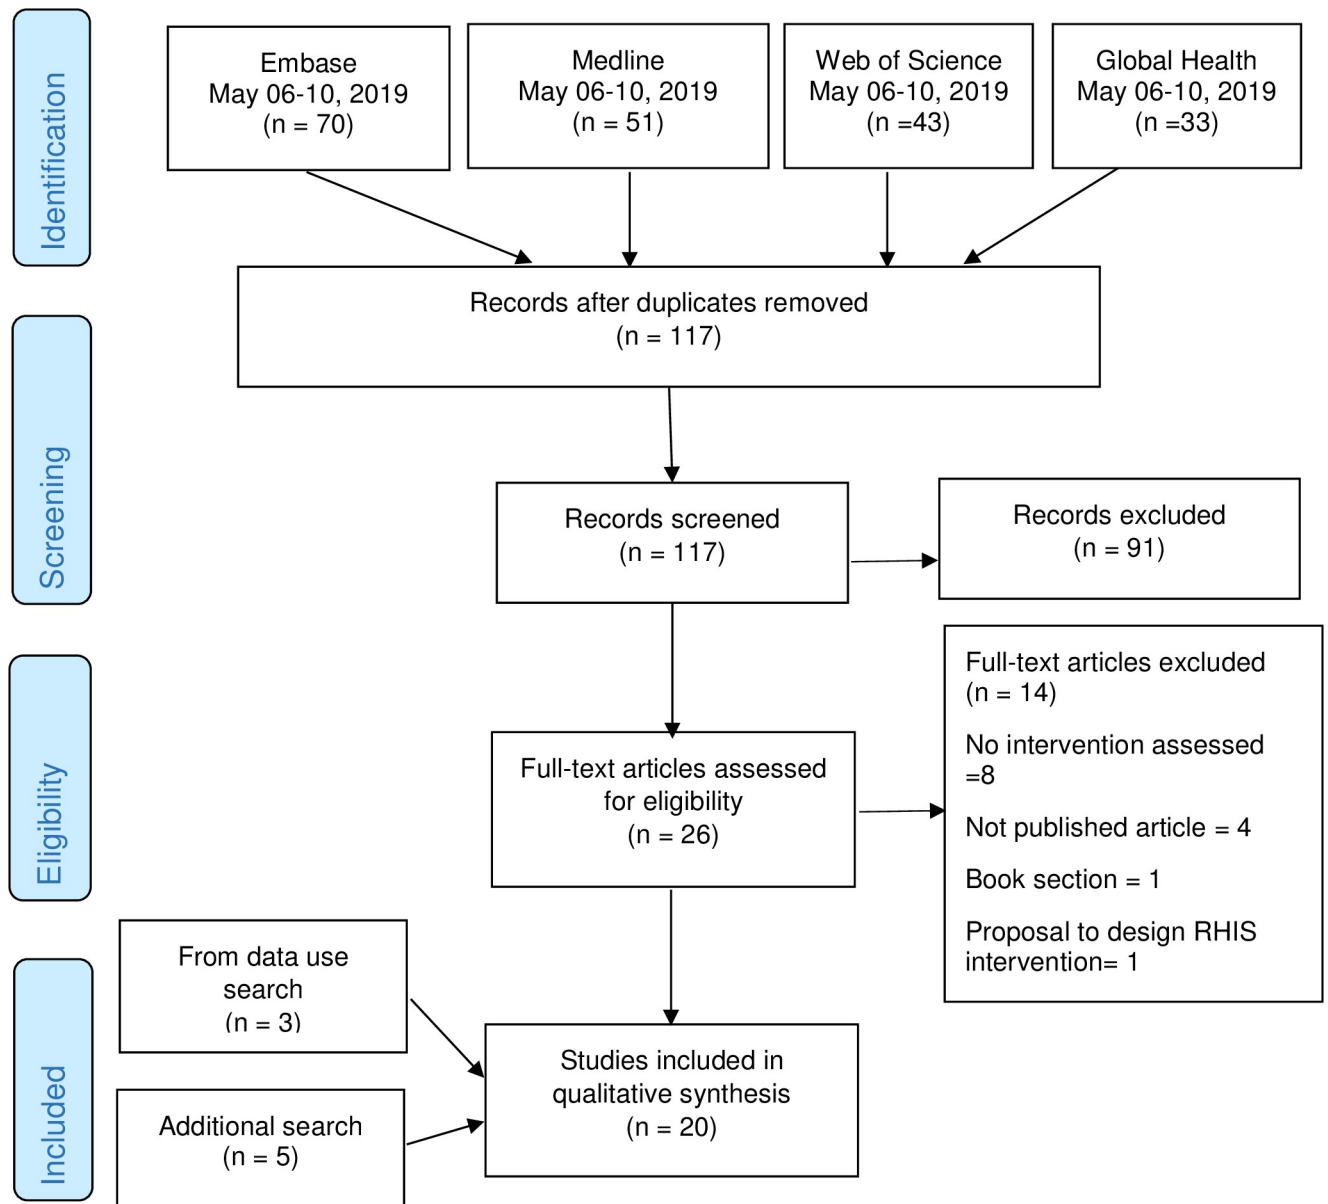 Identification
Embase
May 06-10, 2019
(n = 70)
Medline
May 06-10, 2019
(n = 51)
Web of Science
May 06-10, 2019
(n =43)
Global Health
May 06-10, 2019
(n =33)
Records after duplicates removed
(n = 117)
Screening
Records screened
(n = 117)
Records excluded
(n = 91)
Eligibility
Full-text articles assessed
for eligibility
(n = 26)
Full-text articles excluded
(n = 14)
No intervention assessed
=8
Not published article = 4
Book section = 1
Proposal to design RHIS
intervention= 1
Included
From data use
search
(n = 3)
Additional search
(n = 5)
Studies included in
qualitative synthesis
(n = 20)